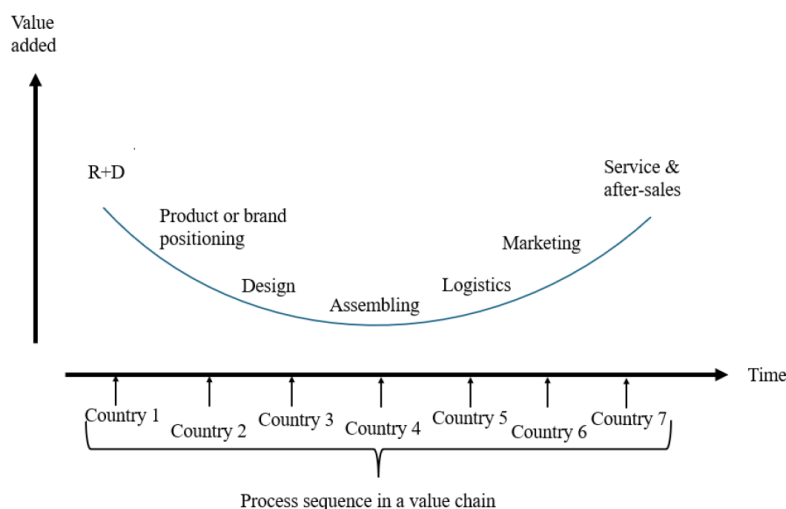 Value
added
R+D
Service &
after-sales
Product or brand
positioning
Marketing
Design
Logistics
Assembling
Time
Country 1
Country 2
Country 3
Country 4
Country 5
Country 6
Country 7
Process sequence in a value chain